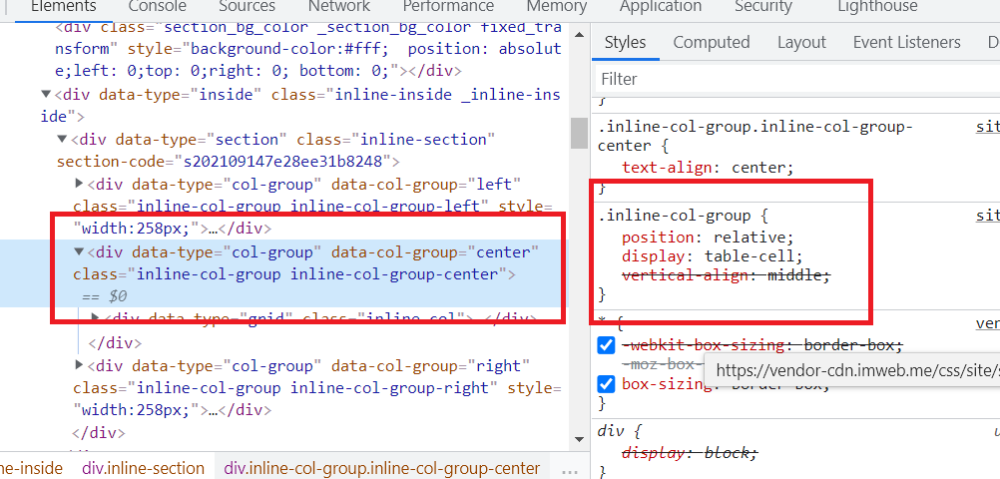 Elements Console Sources Network Performance Memory Application Security Lighthouse
<div class="section_bg_color _section_bg_color fixed_tra
nsform" style="background-color:#fff; position: absolut
e;left: 0;top: 0;right: 0; bottom: 0;"></div>
▼<div data-type="inside" class="inline-inside _inline-ins
ide">
▼<div data-type="section" class="inline-section"
section-code="s202109147e28ee31b8248">
▶<div data-type="col-group" data-col-group="left"
class="inline-col-group inline-col-group-left" style=
"width:258px;">…</div>
▼<div data-type="col-group" data-col-group="center"
class="inline-col-group inline-col-group-center">
== $0
▶<div data-type="grid" class="inline-col">…</div>
</div>
▶<div data-type="col-group" data-col-group="right"
class="inline-col-group inline-col-group-right" style=
"width:258px;">…</div>
</div>
ne-inside div.inline-section div.inline-col-group.inline-col-group-center ...
Styles Computed Layout Event Listeners
Filter
}
.inline-col-group.inline-col-group- sit
center {
text-align: center;
}
.inline-col-group { sit
position: relative;
display: table-cell;
vertical-align: middle;
}
* { ve
-webkit-box-sizing: border-box;
-moz-box-
https://vendor-cdn.imweb.me/css/site/s
box-sizing: border-box;
}
div {
display: block;
}